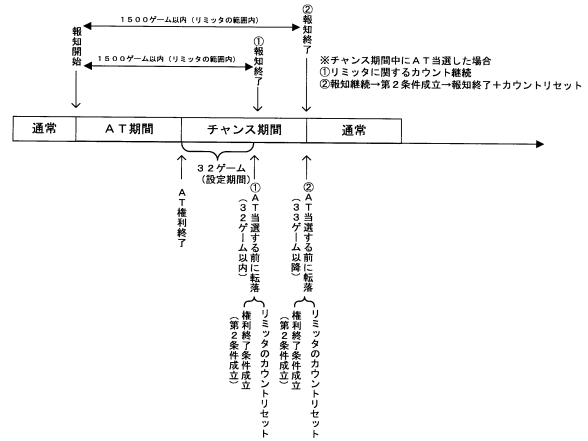 １５００ゲーム以内（リミッタの範囲内）
報知開始
１５００ゲーム以内（リミッタの範囲内）
①報知終了
②報知終了
※チャンス期間中にＡＴ当選した場合
①リミッタに関するカウント継続
②報知継続→第２条件成立→報知終了＋カウントリセット
通常
ＡＴ期間
チャンス期間
通常
３２ゲーム
（設定期間）
ＡＴ権利終了
①ＡＴ当選する前に転落
（３２ゲーム以内）
②ＡＴ当選する前に転落
（３３ゲーム以降）
リミッタのカウントリセット
権利終了条件成立
（第２条件成立）
リミッタのカウントリセット
権利終了条件成立
（第２条件成立）